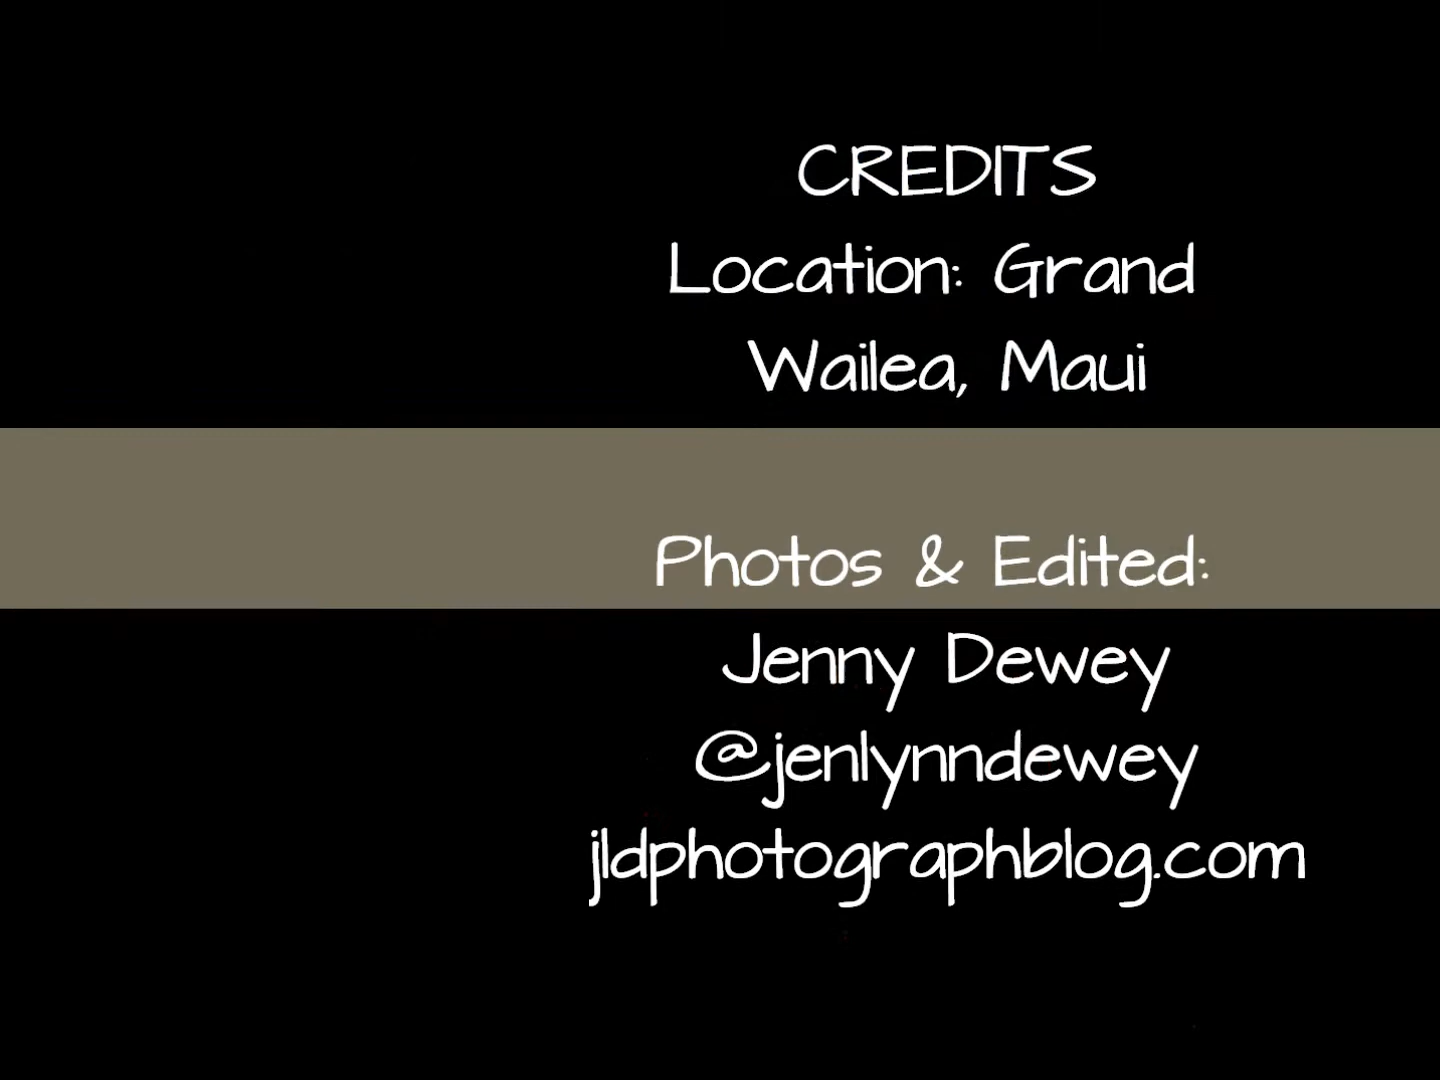 CREDITS
Location: Grand
Wailea, Maui
Photos & Edited:
Jenny Dewey
@jenlynndewey
jldphotographblog.com